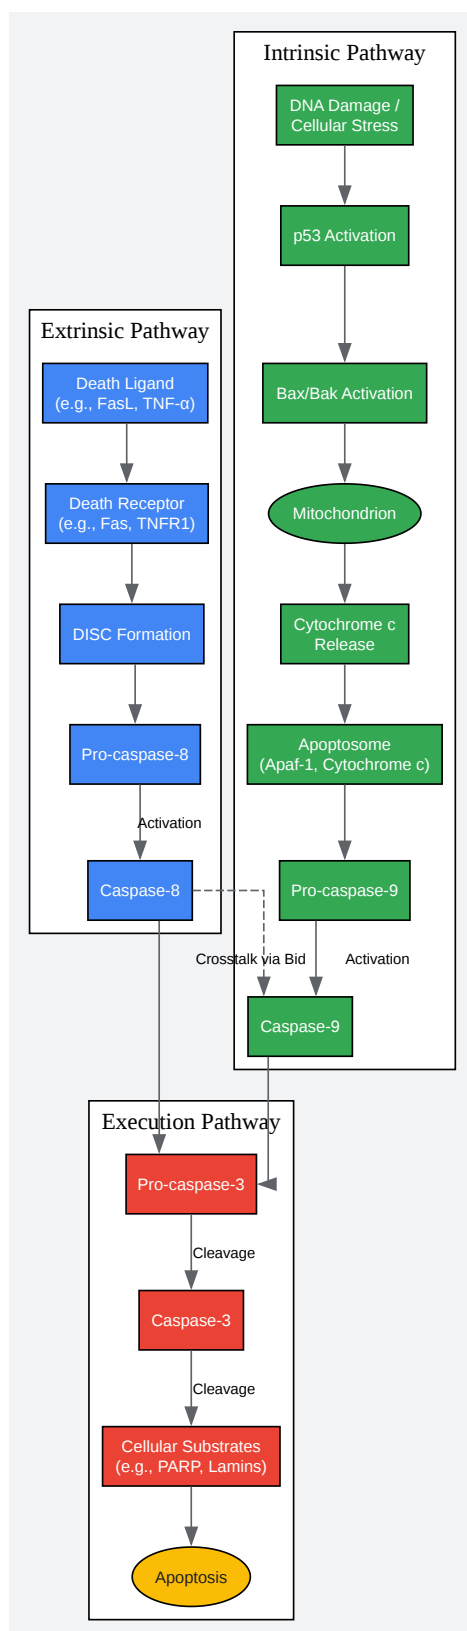 Intrinsic Pathway
DNA Damage /
Cellular Stress
p53 Activation
Bax/Bak Activation
Mitochondrion
Cytochrome c
Release
Apoptosome
(Apaf-1, Cytochrome c)
Pro-caspase-9
Activation
Caspase-9
Extrinsic Pathway
Death Ligand
(e.g., FasL, TNF-α)
Death Receptor
(e.g., Fas, TNFR1)
DISC Formation
Pro-caspase-8
Activation
Caspase-8
Crosstalk via Bid
Execution Pathway
Pro-caspase-3
Cleavage
Caspase-3
Cleavage
Cellular Substrates
(e.g., PARP, Lamins)
Apoptosis